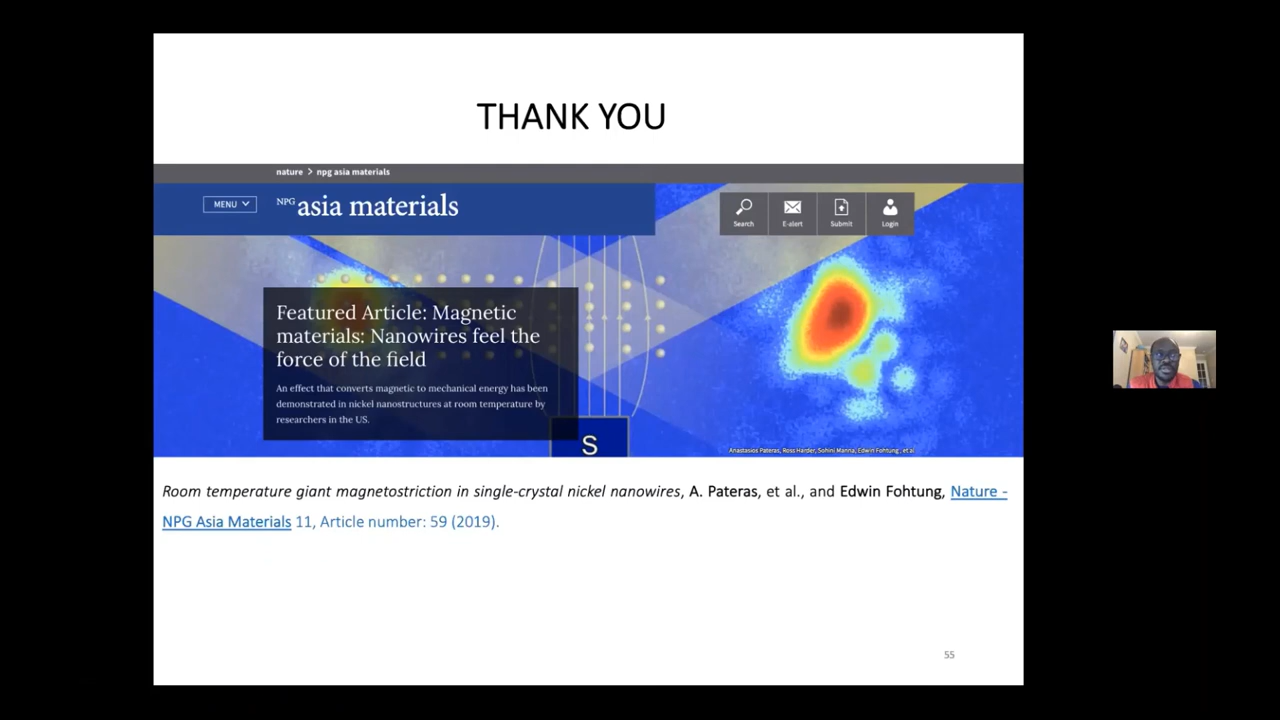 THANK YOU
nature > npg asia materials
MENU
NPG asia materials
Search
E-alert
Submit
Login
Featured Article: Magnetic
materials: Nanowires feel the
force of the field
An effect that converts magnetic to mechanical energy has been
demonstrated in nickel nanostructures at room temperature by
researchers in the US.
S
Anastasios Pateras, Ross Harder, Sohini Manna, Edwin Fohtung, et al
Room temperature giant magnetostriction in single-crystal nickel nanowires, A. Pateras, et al., and Edwin Fohtung, Nature -
NPG Asia Materials 11, Article number: 59 (2019).
55